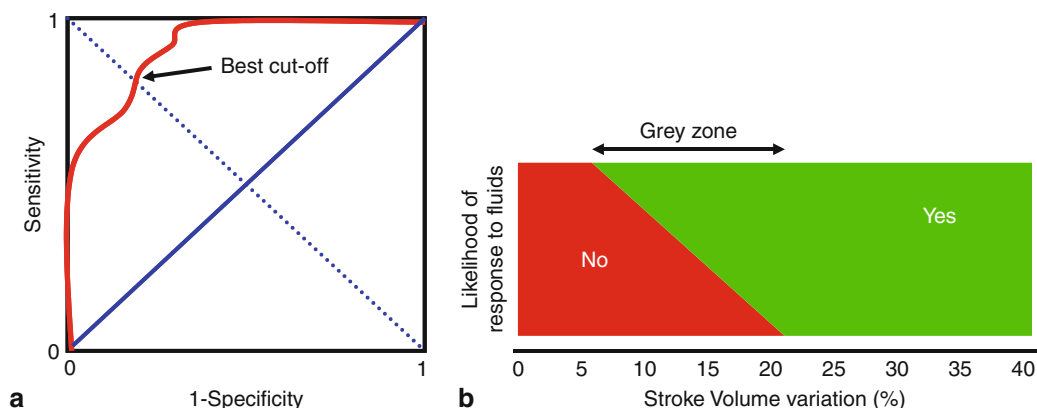 1
Best cut-off
Sensitivity
0
0
1
1-Specificity
a
Grey zone
Likelihood of
response to fluids
No
Yes
0 5 10 15 20 25 30 35 40
Stroke Volume variation (%)
b